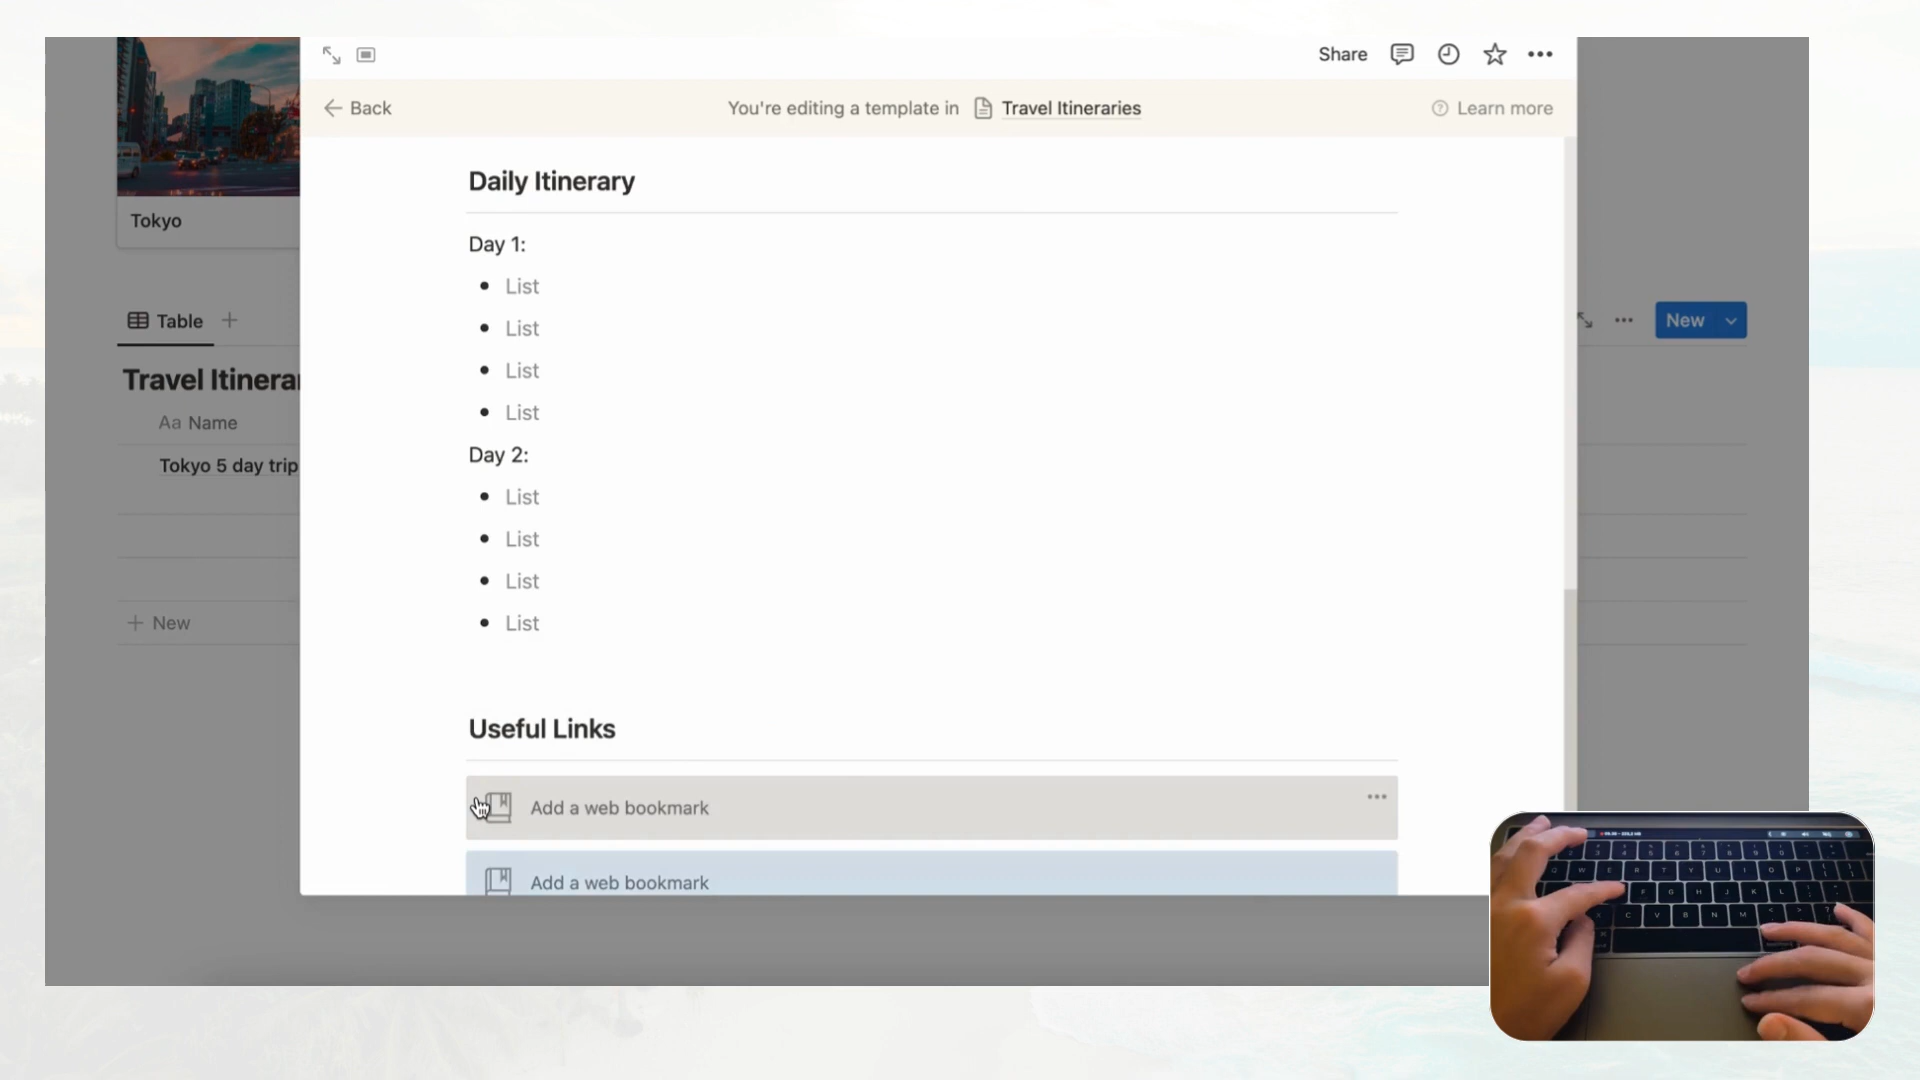 Share
Back
You're editing a template in Travel Itineraries
Learn more
Daily Itinerary
Tokyo
Day 1:
List
List
List
List
Table
New
Travel Itinera
Aa Name
Tokyo 5 day trip
New
Day 2:
List
List
List
List
Useful Links
Add a web bookmark
Add a web bookmark